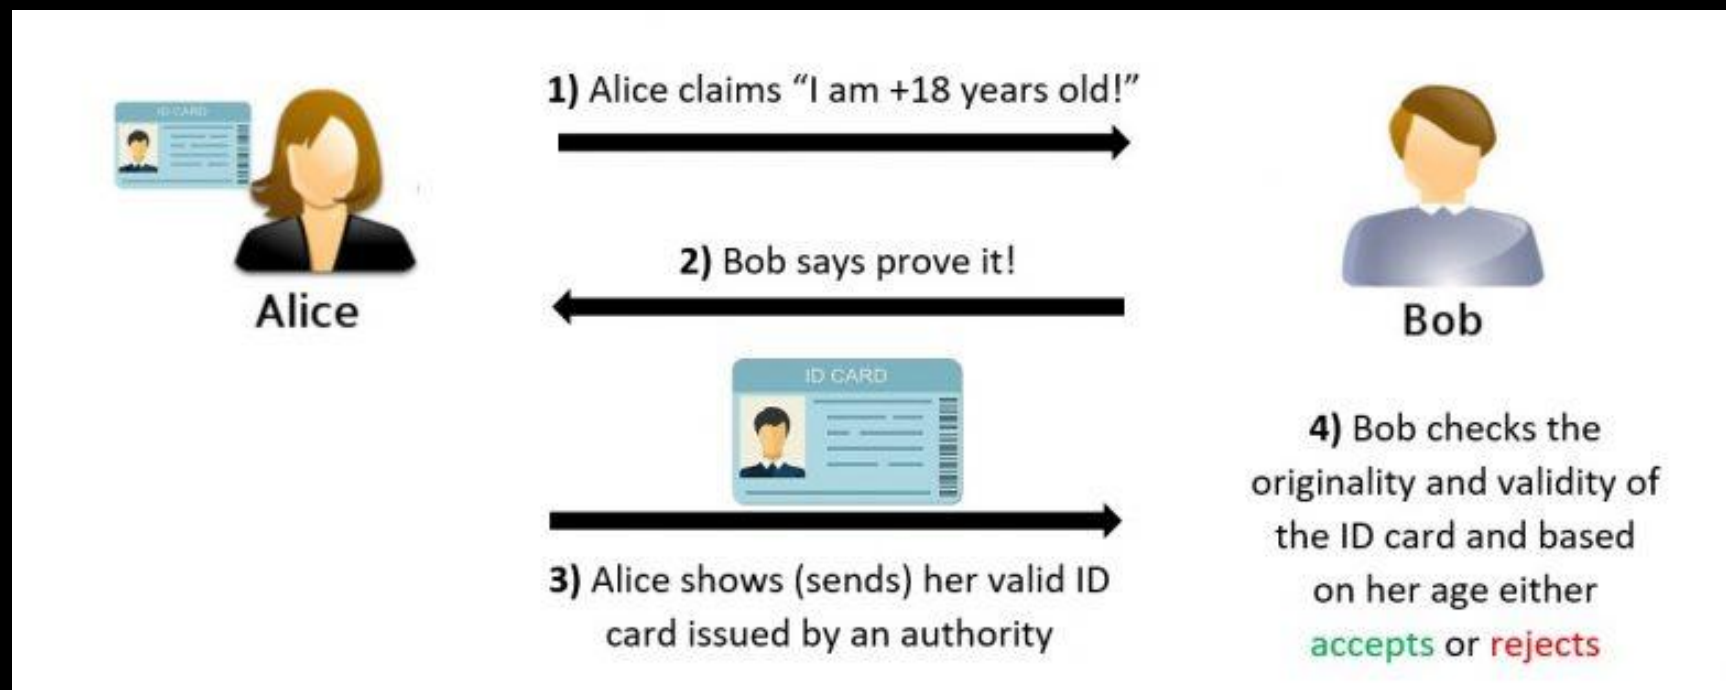 1) Alice claims “I am +18 years old!”
ID CARD
Alice
2) Bob says prove it!
Bob
ID CARD
3) Alice shows (sends) her valid ID
card issued by an authority
4) Bob checks the
originality and validity of
the ID card and based
on her age either
accepts or rejects